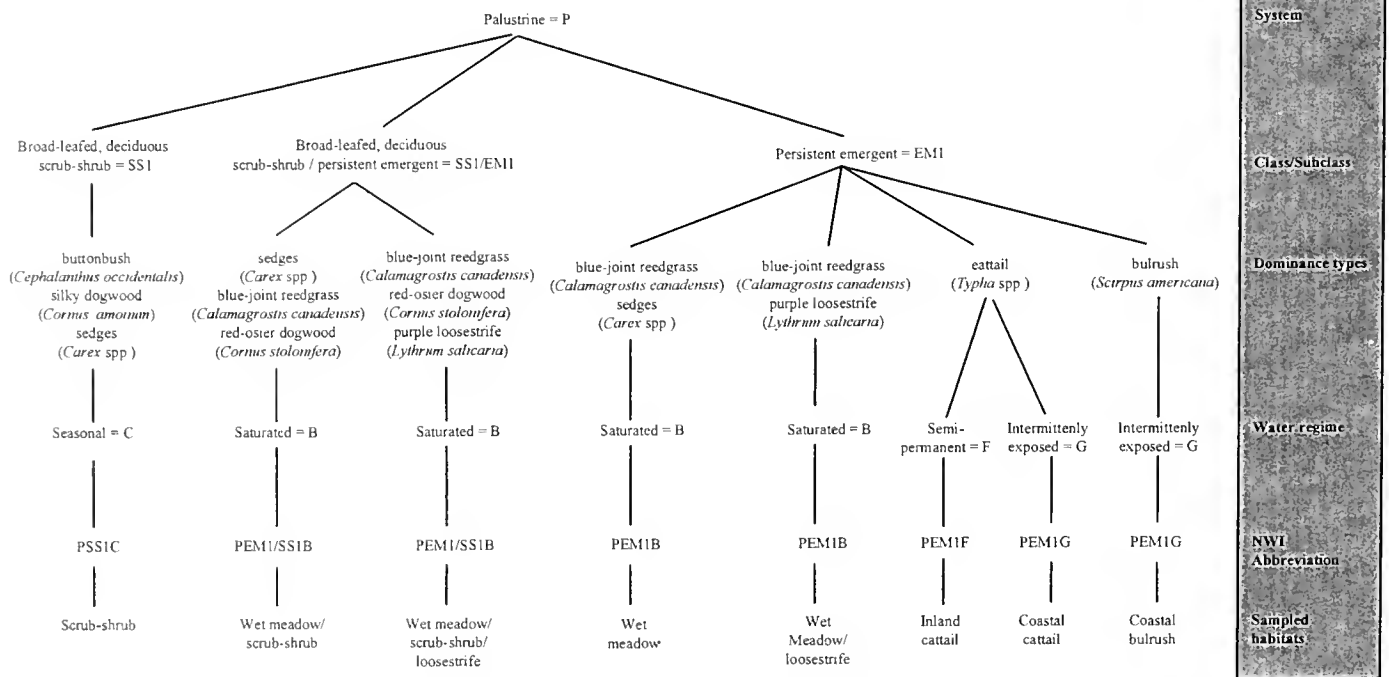 Palustrine = P
System
Broad-leafed, deciduous
scrub-shrub = SS1
Broad-leafed, deciduous
scrub-shrub / persistent emergent = SS1/EM1
Persistent emergent = EM1
Class/Subclass
buttonbush
(Cephalanthus occidentalis)
silky dogwood
(Cornus amomum)
sedges
(Carex spp )
sedges
(Carex spp )
blue-joint reedgrass
(Calamagrostis canadensis)
red-osier dogwood
(Cornus stolonifera)
blue-joint reedgrass
(Calamagrostis canadensis)
red-osier dogwood
(Cornus stolonifera)
purple loosestrife
(Lythrum salicaria)
blue-joint reedgrass
(Calamagrostis canadensis)
sedges
(Carex spp )
blue-joint reedgrass
(Calamagrostis canadensis)
purple loosestrife
(Lythrum salicaria)
cattail
(Typha spp )
bulrush
(Scirpus americana)
Dominance types
Seasonal = C
Saturated = B
Saturated = B
Saturated = B
Saturated = B
Semi-
permanent = F
Intermittenly
exposed = G
Intermittenly
exposed = G
Water regime
PSS1C
PEM1/SS1B
PEM1/SS1B
PEM1B
PEM1B
PEM1F
PEM1G
PEM1G
NWI
Abbreviation
Scrub-shrub
Wet meadow/
scrub-shrub
Wet meadow/
scrub-shrub/
loosestrife
Wet
meadow
Wet
Meadow/
loosestrife
Inland
cattail
Coastal
cattail
Coastal
bulrush
Sampled
habitats